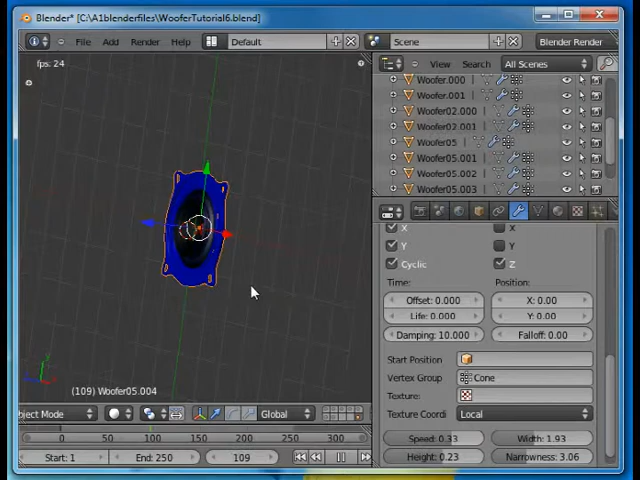 Blender* [C:\A1blenderfiles\WooferTutorial6.blend]
File Add Render Help Default Scene Blender Render
fps: 24
View Search All Scenes
Woofer.000
Woofer.001
Woofer02.000
Woofer02.001
Woofer05
Woofer05.001
Woofer05.002
Woofer05.003
X X
Y Y
Cyclic Z
Time: Position:
Offset: 0.000 X: 0.00
Life: 0.000 Y: 0.00
Damping: 10.000 Falloff: 0.00
Start Position
Vertex Group Cone
Texture:
Texture Coordi Local
Speed: 0.33 Width: 1.93
Height: 0.23 Narrowness: 3.06
(109) Woofer05.004
bject Mode Global
0 50 100 150 200 250 300 350
Start: 1 End: 250 109